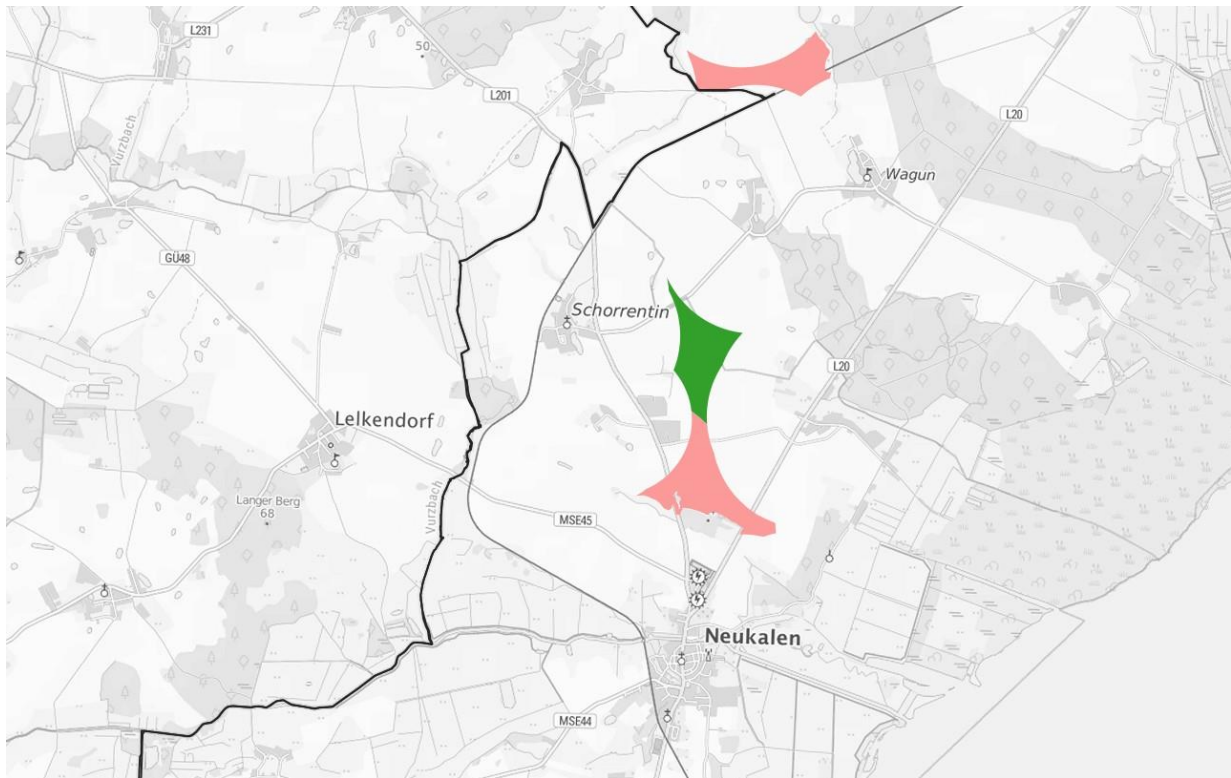 L231
50
L201
L20
Vurzbach
Wagun
GÜ48
Schorrentin
L20
Lelkendorf
Langer Berg
68
Vurzbach
MSE45
Neukalen
MSE44